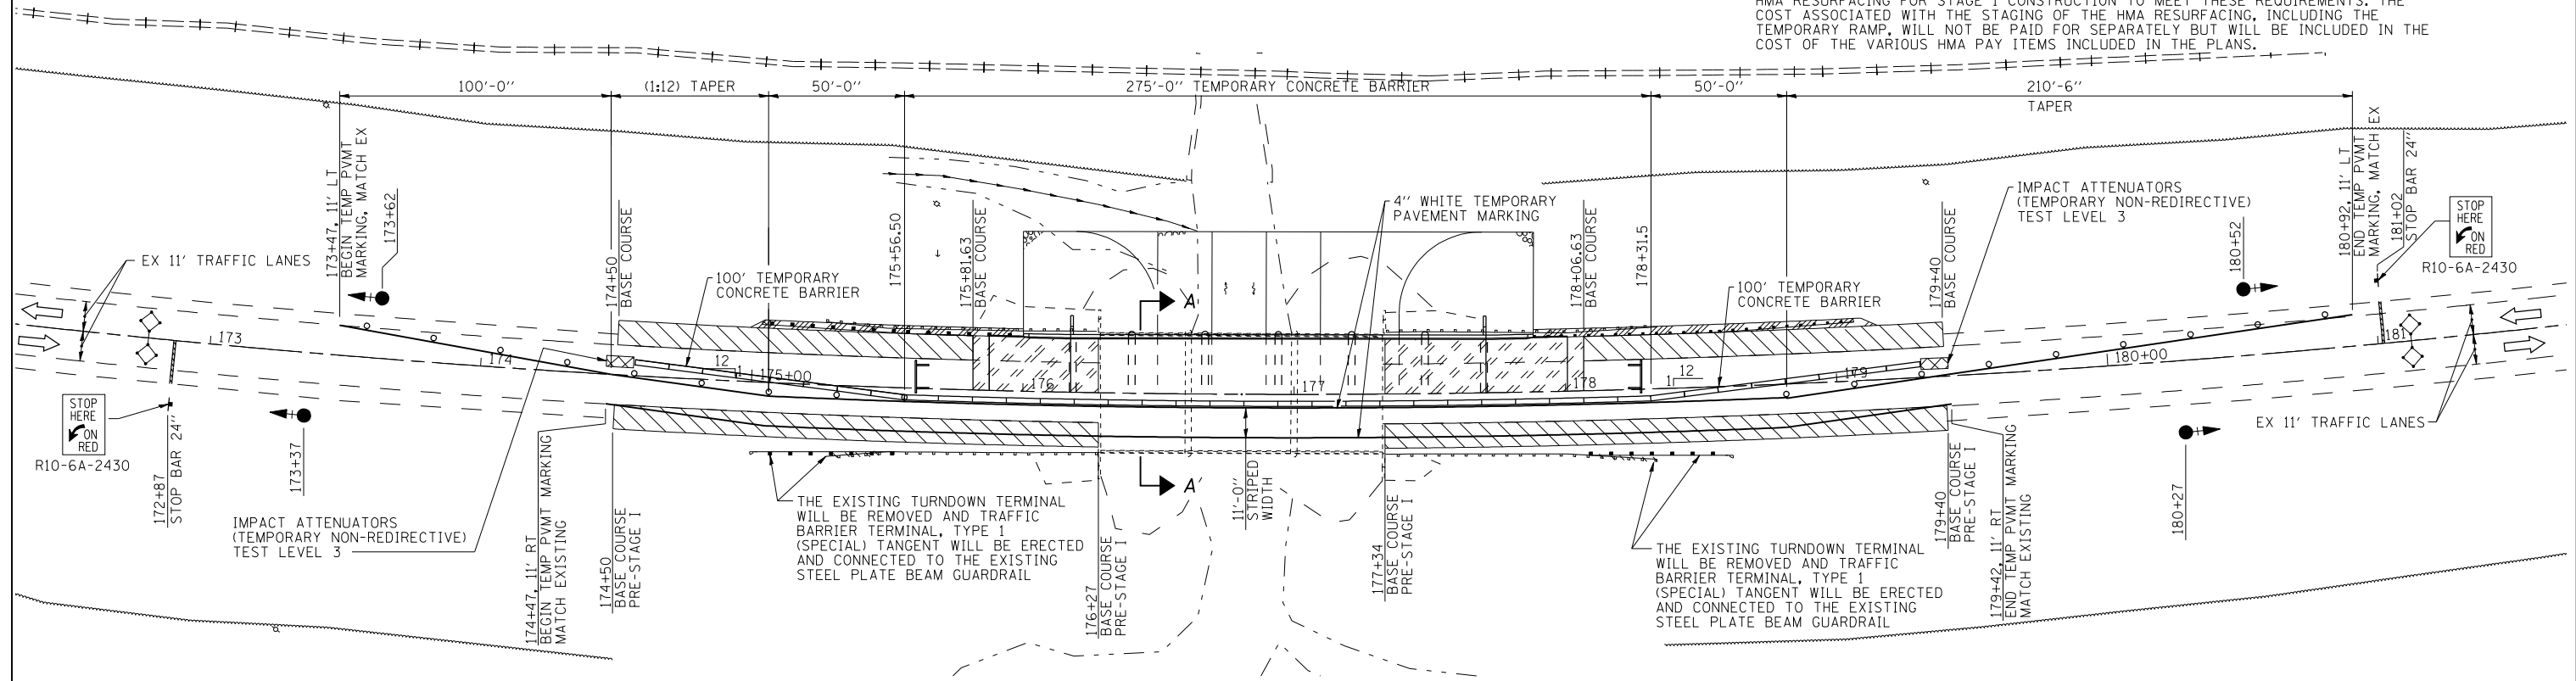 HMA RESURFACING FOR STAGE I CONSTRUCTION TO MEET THESE REQUIREMENTS. THE
COST ASSOCIATED WITH THE STAGING OF THE HMA RESURFACING, INCLUDING THE
TEMPORARY RAMP, WILL NOT BE PAID FOR SEPARATELY BUT WILL BE INCLUDED IN THE
COST OF THE VARIOUS HMA PAY ITEMS INCLUDED IN THE PLANS.
100'-0"
(1:12) TAPER
50'-0"
275'-0" TEMPORARY CONCRETE BARRIER
50'-0"
210'-6"
TAPER
173+47, 11' LT
BEGIN TEMP PVMT
MARKING, MATCH EX
173+62
174+50
BASE COURSE
175+56.50
175+81.63
BASE COURSE
4" WHITE TEMPORARY
PAVEMENT MARKING
178+06.63
BASE COURSE
178+31.5
179+40
BASE COURSE
IMPACT ATTENUATORS
(TEMPORARY NON-REDIRECTIVE)
TEST LEVEL 3
180+52
180+92, 11' LT
END TEMP PVMT
MARKING, MATCH EX
181+02
STOP BAR 24"
STOP
HERE
ON
RED
R10-6A-2430
EX 11' TRAFFIC LANES
100' TEMPORARY
CONCRETE BARRIER
A
100' TEMPORARY
CONCRETE BARRIER
173
174
12
1
175+00
176
177
178
12
1
179
180+00
181
STOP
HERE
ON
RED
R10-6A-2430
172+87
STOP BAR 24"
173+37
IMPACT ATTENUATORS
(TEMPORARY NON-REDIRECTIVE)
TEST LEVEL 3
174+47, 11' RT
BEGIN TEMP PVMT MARKING
MATCH EXISTING
174+50
BASE COURSE
PRE-STAGE I
THE EXISTING TURNDOWN TERMINAL
WILL BE REMOVED AND TRAFFIC
BARRIER TERMINAL, TYPE 1
(SPECIAL) TANGENT WILL BE ERECTED
AND CONNECTED TO THE EXISTING
STEEL PLATE BEAM GUARDRAIL
176+27
BASE COURSE
PRE-STAGE I
A
11'-0"
STRIPED
WIDTH
177+34
BASE COURSE
PRE-STAGE I
THE EXISTING TURNDOWN TERMINAL
WILL BE REMOVED AND TRAFFIC
BARRIER TERMINAL, TYPE 1
(SPECIAL) TANGENT WILL BE ERECTED
AND CONNECTED TO THE EXISTING
STEEL PLATE BEAM GUARDRAIL
179+40
BASE COURSE
PRE-STAGE I
179+42, 11' RT
END TEMP PVMT MARKING
MATCH EXISTING
180+27
EX 11' TRAFFIC LANES